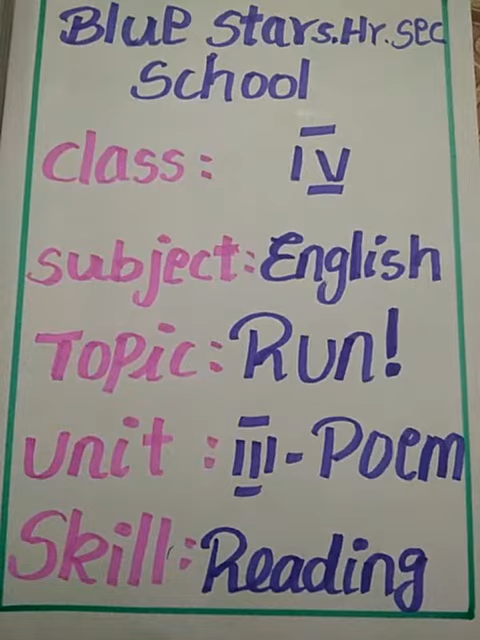 Blue Stars.Hr.Sec
School
Class: IV
Subject: English
Topic: Run!
Unit : III - Poem
Skill: Reading